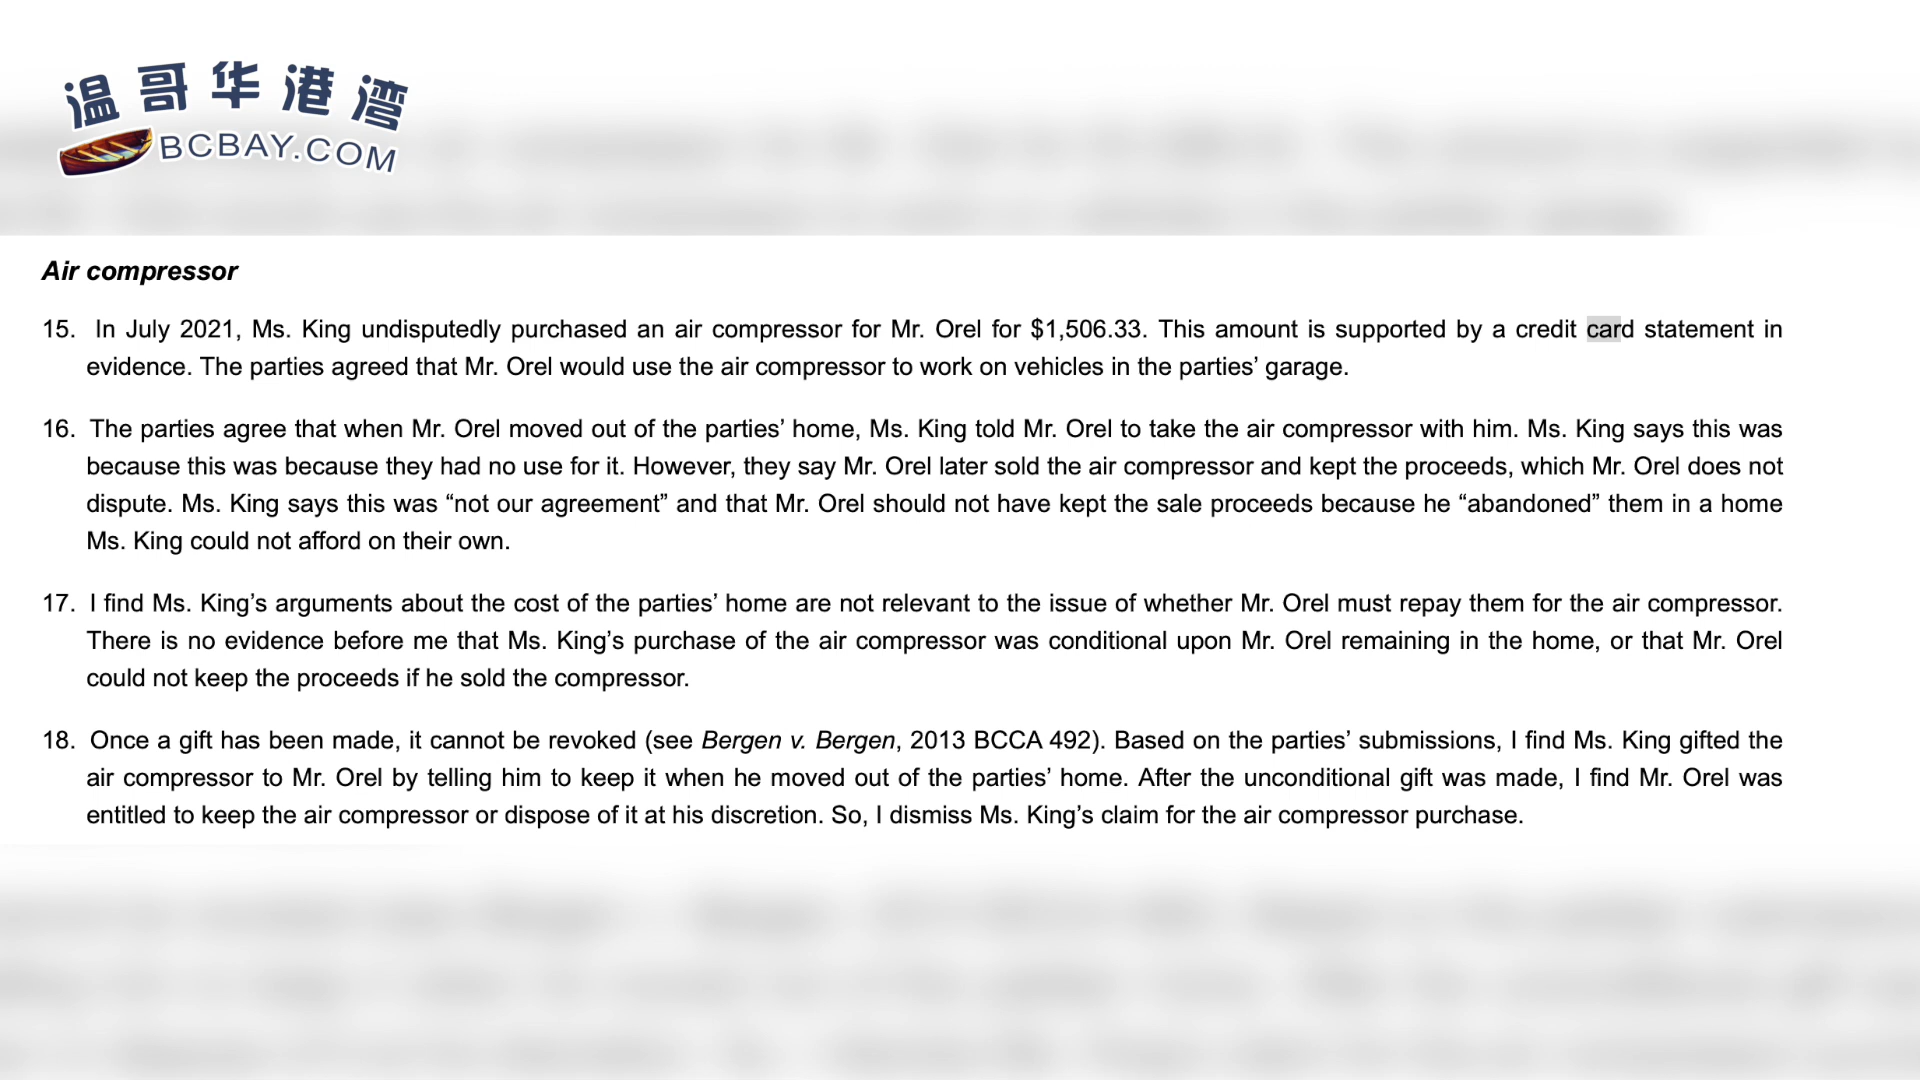 温哥华港湾
BCBAY.COM
Air compressor
15. In July 2021, Ms. King undisputedly purchased an air compressor for Mr. Orel for $1,506.33. This amount is supported by a credit card statement in
evidence. The parties agreed that Mr. Orel would use the air compressor to work on vehicles in the parties’ garage.
16. The parties agree that when Mr. Orel moved out of the parties’ home, Ms. King told Mr. Orel to take the air compressor with him. Ms. King says this was
because this was because they had no use for it. However, they say Mr. Orel later sold the air compressor and kept the proceeds, which Mr. Orel does not
dispute. Ms. King says this was “not our agreement” and that Mr. Orel should not have kept the sale proceeds because he “abandoned” them in a home
Ms. King could not afford on their own.
17. I find Ms. King’s arguments about the cost of the parties’ home are not relevant to the issue of whether Mr. Orel must repay them for the air compressor.
There is no evidence before me that Ms. King’s purchase of the air compressor was conditional upon Mr. Orel remaining in the home, or that Mr. Orel
could not keep the proceeds if he sold the compressor.
18. Once a gift has been made, it cannot be revoked (see Bergen v. Bergen, 2013 BCCA 492). Based on the parties’ submissions, I find Ms. King gifted the
air compressor to Mr. Orel by telling him to keep it when he moved out of the parties’ home. After the unconditional gift was made, I find Mr. Orel was
entitled to keep the air compressor or dispose of it at his discretion. So, I dismiss Ms. King’s claim for the air compressor purchase.